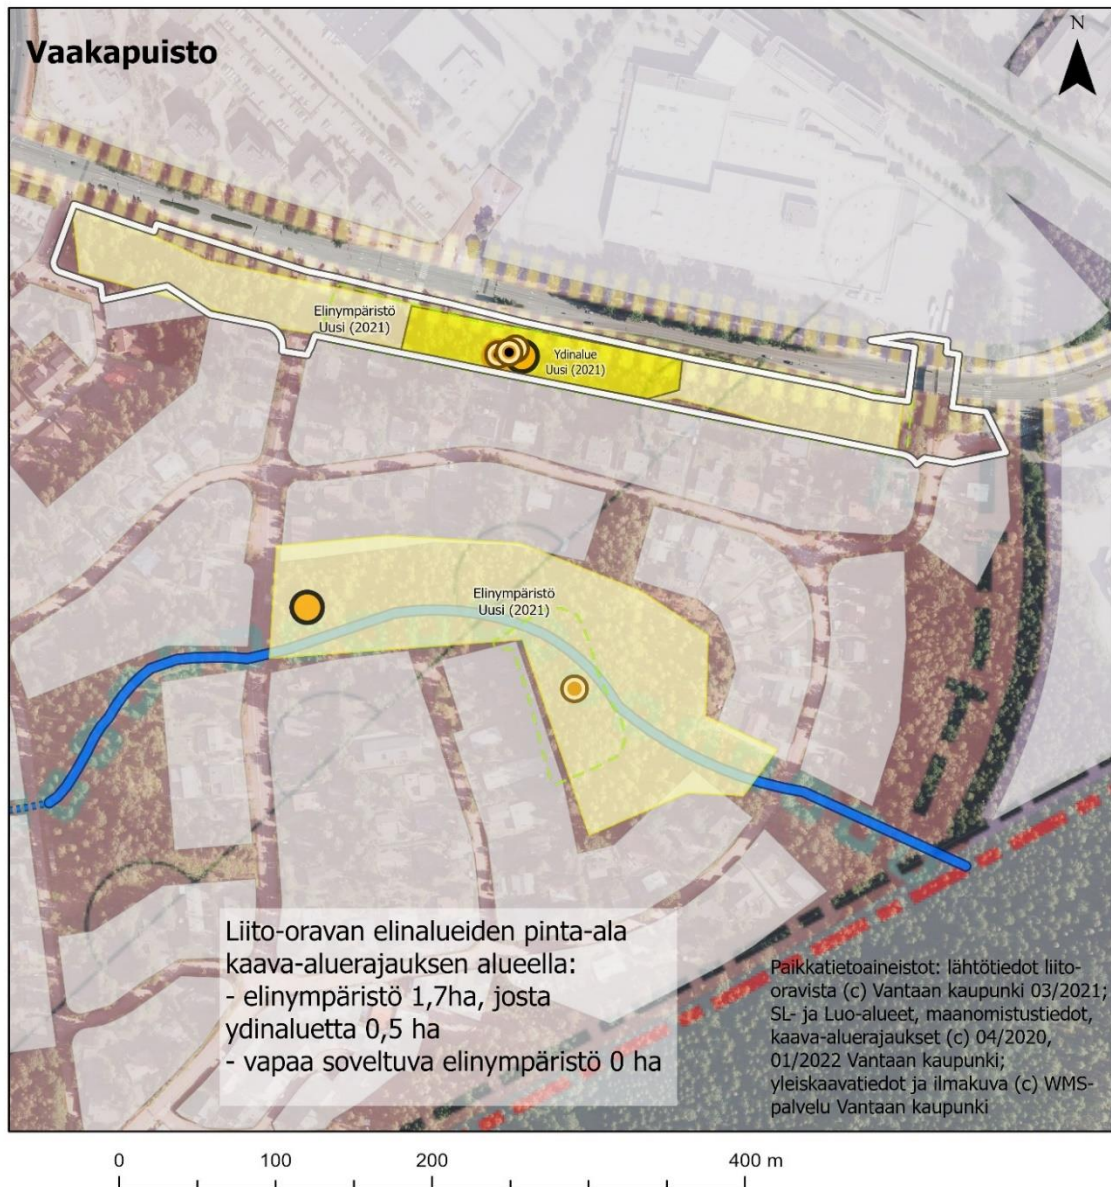 Vaakapuisto
N
Elinympäristö
Uusi (2021)
Ydinalue
Uusi (2021)
Elinympäristö
Uusi (2021)
Liito-oravan elinalueiden pinta-ala
kaava-aluerajauksen alueella:
- elinympäristö 1,7ha, josta
ydinaluetta 0,5 ha
- vapaa soveltuva elinympäristö 0 ha
Paikkatietoaineistot: lähtötiedot liito-
oravista (c) Vantaan kaupunki 03/2021;
SL- ja Luo-alueet, maanomistustiedot,
kaava-aluerajaukset (c) 04/2020,
01/2022 Vantaan kaupunki;
yleiskaavatiedot ja ilmakuva (c) WMS-
palvelu Vantaan kaupunki
0 100 200 400 m